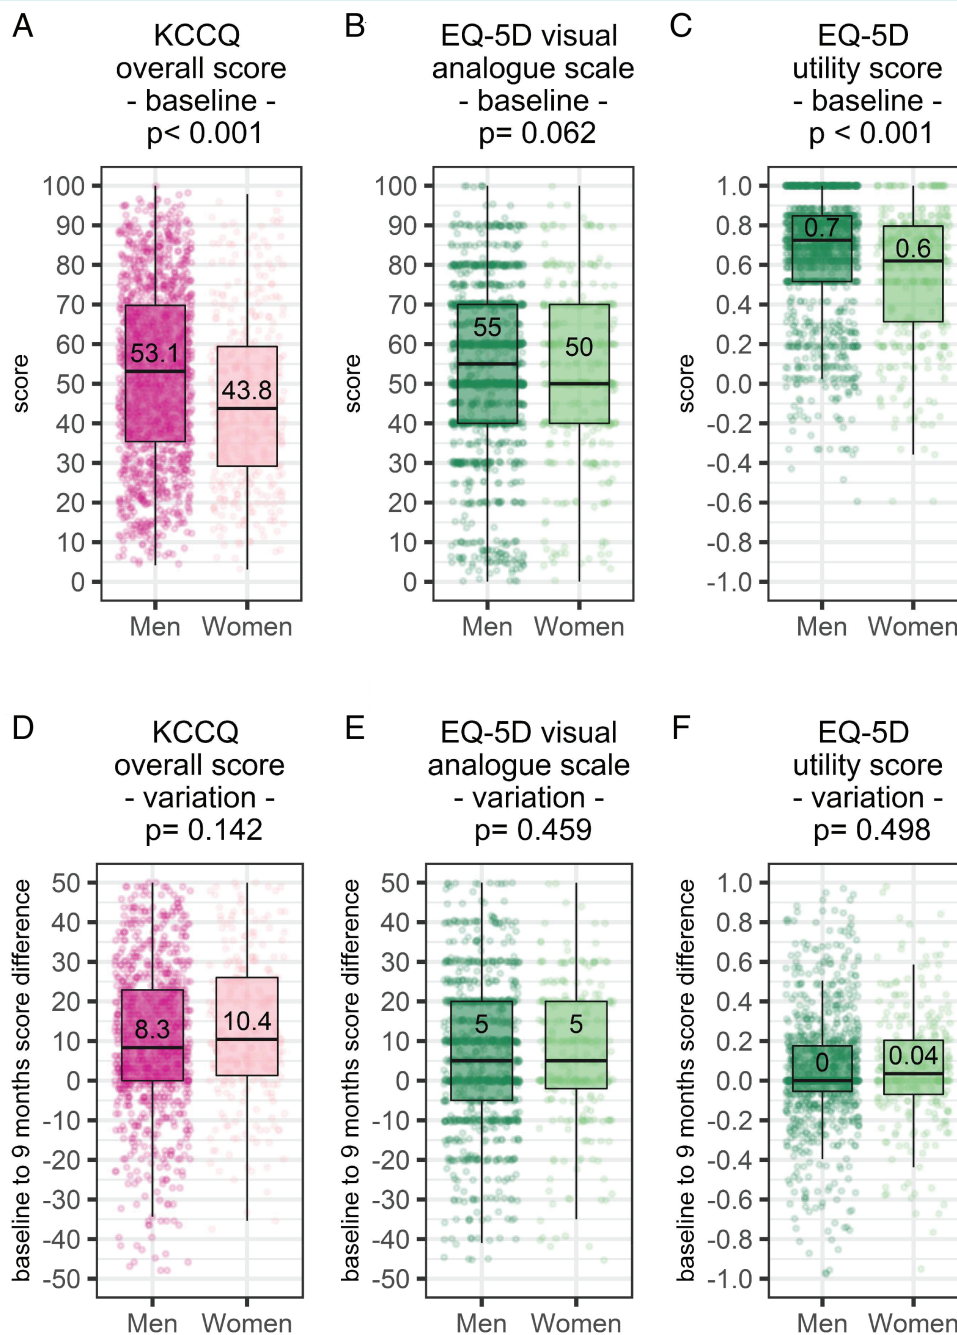 A
KCCQ
overall score
- baseline -
p< 0.001
score
100
90
80
70
60
50
40
30
20
10
0
53.1
43.8
Men Women
B
EQ-5D visual
analogue scale
- baseline -
p= 0.062
score
100
90
80
70
60
50
40
30
20
10
0
55
50
Men Women
C
EQ-5D
utility score
- baseline -
p < 0.001
score
1.0
0.8
0.6
0.4
0.2
0.0
-0.2
-0.4
-0.6
-0.8
-1.0
0.7
0.6
Men Women
D
KCCQ
overall score
- variation -
p= 0.142
baseline to 9 months score difference
50
40
30
20
10
0
-10
-20
-30
-40
-50
8.3
10.4
Men Women
E
EQ-5D visual
analogue scale
- variation -
p= 0.459
baseline to 9 months score difference
50
40
30
20
10
0
-10
-20
-30
-40
-50
5
5
Men Women
F
EQ-5D
utility score
- variation -
p= 0.498
baseline to 9 months score difference
1.0
0.8
0.6
0.4
0.2
0.0
-0.2
-0.4
-0.6
-0.8
-1.0
0
0.04
Men Women